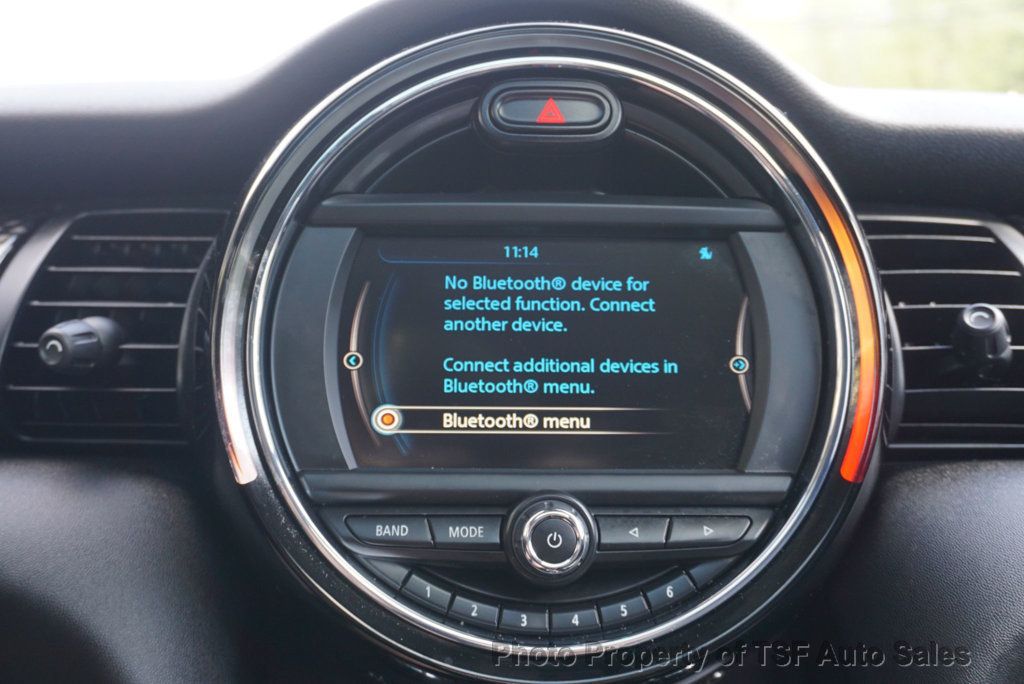 11:14
No Bluetooth® device for
selected function. Connect
another device.
Connect additional devices in
Bluetooth® menu.
Bluetooth® menu
BAND MODE
1 2 3 4 5 6
Photo Property of TSF Auto Sales